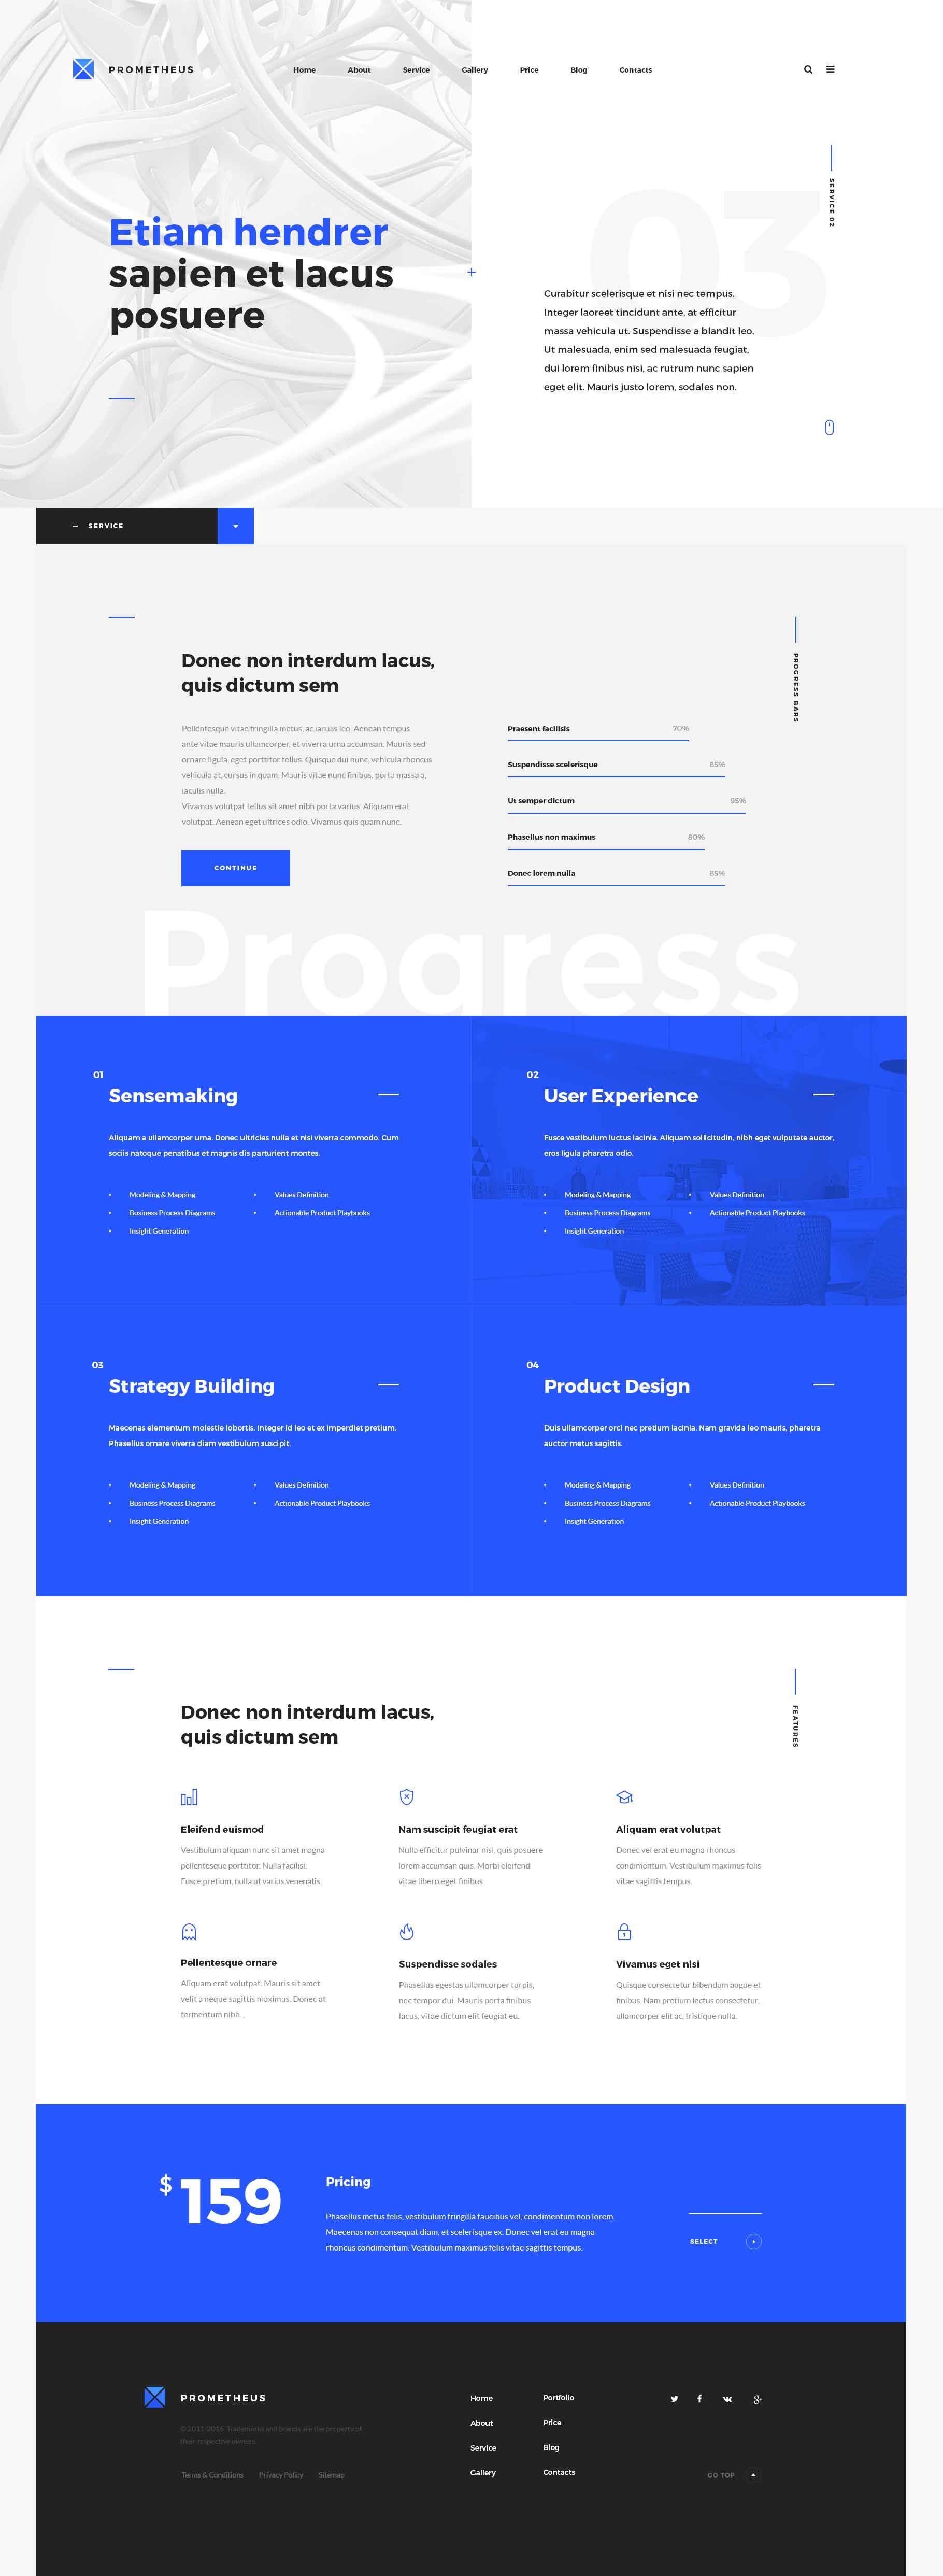 PROMETHEUS
Home About Service Gallery Price Blog Contacts
SERVICE 02
03
Etiam hendrer
sapien et lacus
posuere
Curabitur scelerisque et nisi nec tempus.
Integer laoreet tincidunt ante, at efficitur
massa vehicula ut. Suspendisse a blandit leo.
Ut malesuada, enim sed malesuada feugiat,
dui lorem finibus nisi, ac rutrum nunc sapien
eget elit. Mauris justo lorem, sodales non.
SERVICE
PROGRESS BARS
Donec non interdum lacus,
quis dictum sem
Pellentesque vitae fringilla metus, ac iaculis leo. Aenean tempus
ante vitae mauris ullamcorper, et viverra urna accumsan. Mauris sed
ornare ligula, eget porttitor tellus. Quisque dui nunc, vehicula rhoncus
vehicula at, cursus in quam. Mauris vitae nunc finibus, porta massa a,
iaculis nulla.
Vivamus volutpat tellus sit amet nibh porta varius. Aliquam erat
volutpat. Aenean eget ultrices odio. Vivamus quis quam nunc.
CONTINUE
Praesent facilisis 70%
Suspendisse scelerisque 85%
Ut semper dictum 95%
Phasellus non maximus 80%
Donec lorem nulla 85%
Progress
01
Sensemaking
Aliquam a ullamcorper urna. Donec ultricies nulla et nisi viverra commodo. Cum
sociis natoque penatibus et magnis dis parturient montes.
Modeling & Mapping
Business Process Diagrams
Insight Generation
Values Definition
Actionable Product Playbooks
02
User Experience
Fusce vestibulum luctus lacinia. Aliquam sollicitudin, nibh eget vulputate auctor,
eros ligula pharetra odio.
Modeling & Mapping
Business Process Diagrams
Insight Generation
Values Definition
Actionable Product Playbooks
03
Strategy Building
Maecenas elementum molestie lobortis. Integer id leo et ex imperdiet pretium.
Phasellus ornare viverra diam vestibulum suscipit.
Modeling & Mapping
Business Process Diagrams
Insight Generation
Values Definition
Actionable Product Playbooks
04
Product Design
Duis ullamcorper orci nec pretium lacinia. Nam gravida leo mauris, pharetra
auctor metus sagittis.
Modeling & Mapping
Business Process Diagrams
Insight Generation
Values Definition
Actionable Product Playbooks
FEATURES
Donec non interdum lacus,
quis dictum sem
Eleifend euismod
Vestibulum aliquam nunc sit amet magna
pellentesque porttitor. Nulla facilisi.
Fusce pretium, nulla ut varius venenatis.
Nam suscipit feugiat erat
Nulla efficitur pulvinar nisl, quis posuere
lorem accumsan quis. Morbi eleifend
vitae libero eget finibus.
Aliquam erat volutpat
Donec vel erat eu magna rhoncus
condimentum. Vestibulum maximus felis
vitae sagittis tempus.
Pellentesque ornare
Aliquam erat volutpat. Mauris sit amet
velit a neque sagittis maximus. Donec at
fermentum nibh.
Suspendisse sodales
Phasellus egestas ullamcorper turpis,
nec tempor dui. Mauris porta finibus
lacus, vitae dictum elit feugiat eu.
Vivamus eget nisi
Quisque consectetur bibendum augue et
finibus. Nam pretium lectus consectetur,
ullamcorper elit ac, tristique nulla.
$ 159
Pricing
Phasellus metus felis, vestibulum fringilla faucibus vel, condimentum non lorem.
Maecenas non consequat diam, et scelerisque ex. Donec vel erat eu magna
rhoncus condimentum. Vestibulum maximus felis vitae sagittis tempus.
SELECT
PROMETHEUS
© 2011-2016. Trademarks and brands are the property of
their respective owners.
Terms & Conditions Privacy Policy Sitemap
Home
About
Service
Gallery
Portfolio
Price
Blog
Contacts
GO TOP